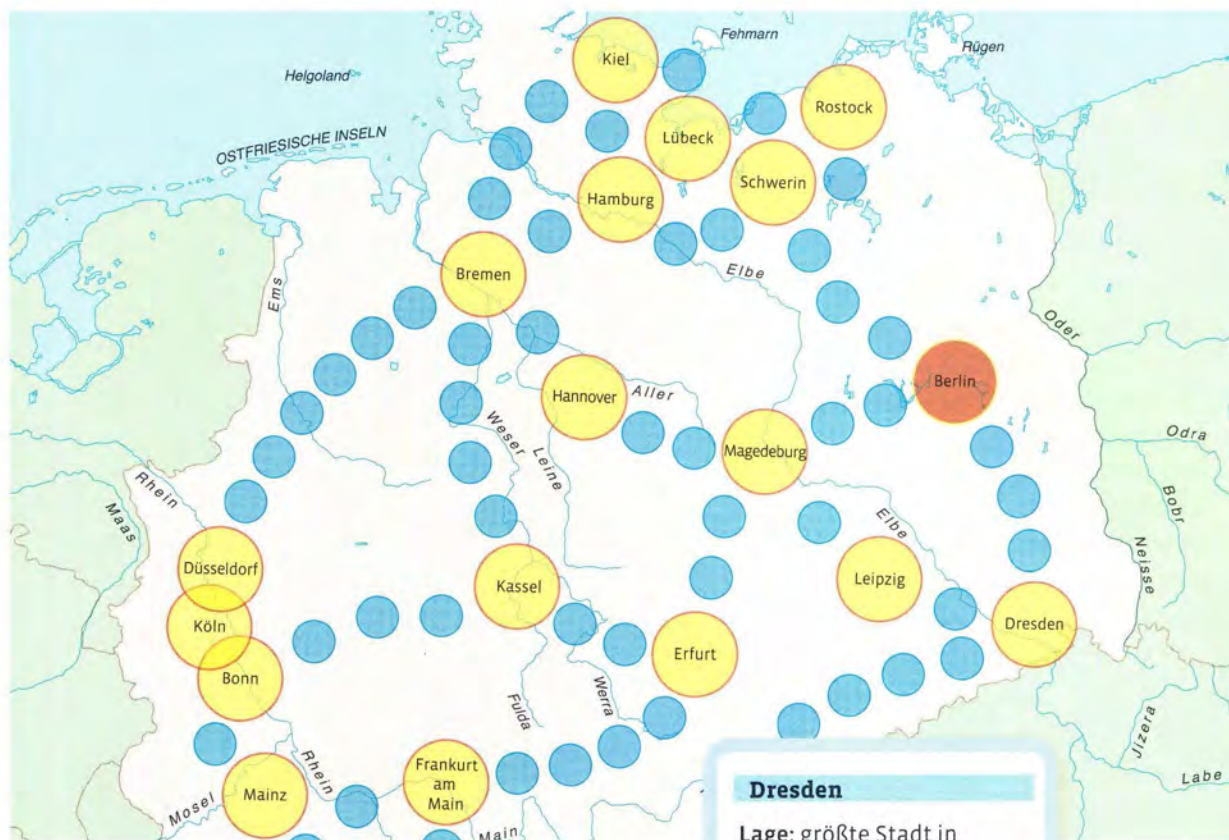 Kiel
Fehmarn
Rügen
Helgoland
Rostock
Lübeck
OSTFRIESISCHE INSELN
Schwerin
Hamburg
Bremen
Elbe
Ems
Oder
Berlin
Hannover
Aller
Weser
Leine
Magedeburg
Odra
Rhein
Maas
Bobr
Elbe
Neisse
Düsseldorf
Kassel
Leipzig
Köln
Dresden
Erfurt
Bonn
Fulda
Werra
Jizera
Rhein
Frankurt
am
Main
Mosel
Mainz
Main
Labe
Dresden
Lage: größte Stadt in